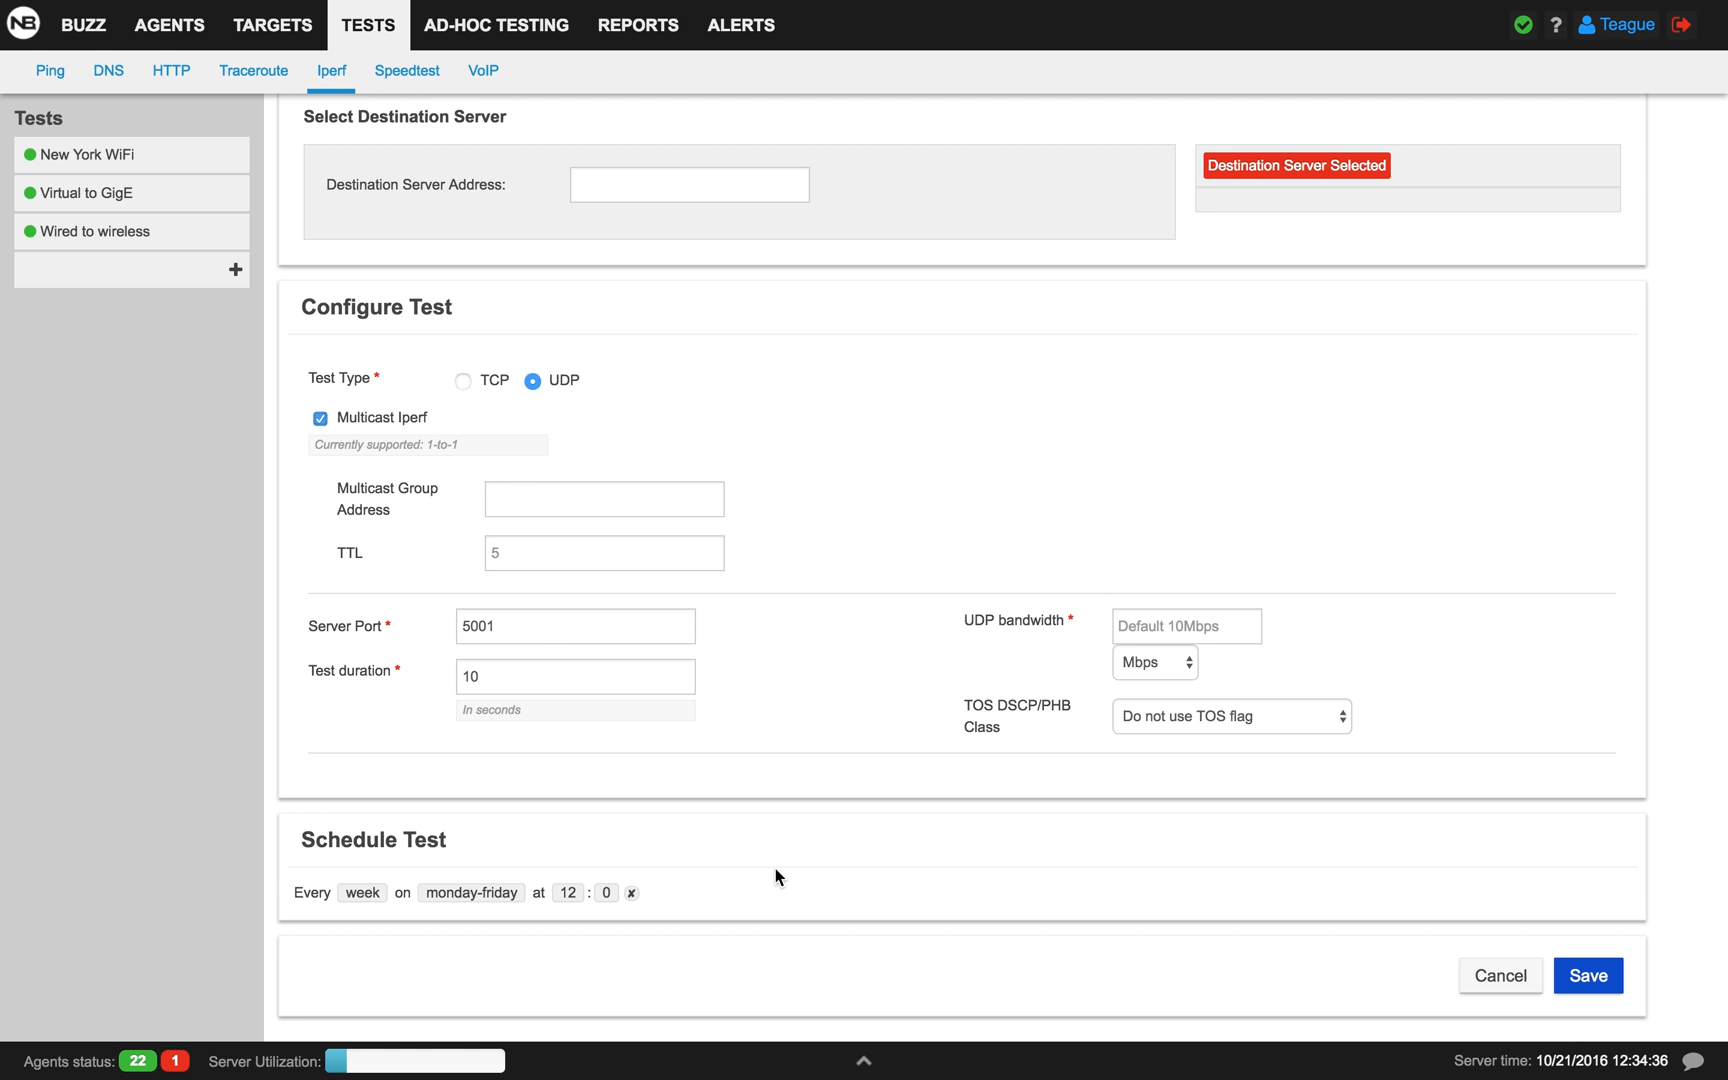 NB BUZZ AGENTS TARGETS TESTS AD-HOC TESTING REPORTS ALERTS ? Teague
Ping DNS HTTP Traceroute Iperf Speedtest VoIP
Tests
New York WiFi
Virtual to GigE
Wired to wireless
+
Select Destination Server
Destination Server Address:
Destination Server Selected
Configure Test
Test Type * TCP UDP
Multicast Iperf
Currently supported: 1-to-1
Multicast Group
Address
TTL 5
Server Port * 5001
Test duration * 10
In seconds
UDP bandwidth * Default 10Mbps
Mbps
TOS DSCP/PHB
Class
Do not use TOS flag
Schedule Test
Every week on monday-friday at 12 : 0 x
Cancel Save
Agents status: 22 1 Server Utilization: Server time: 10/21/2016 12:34:36